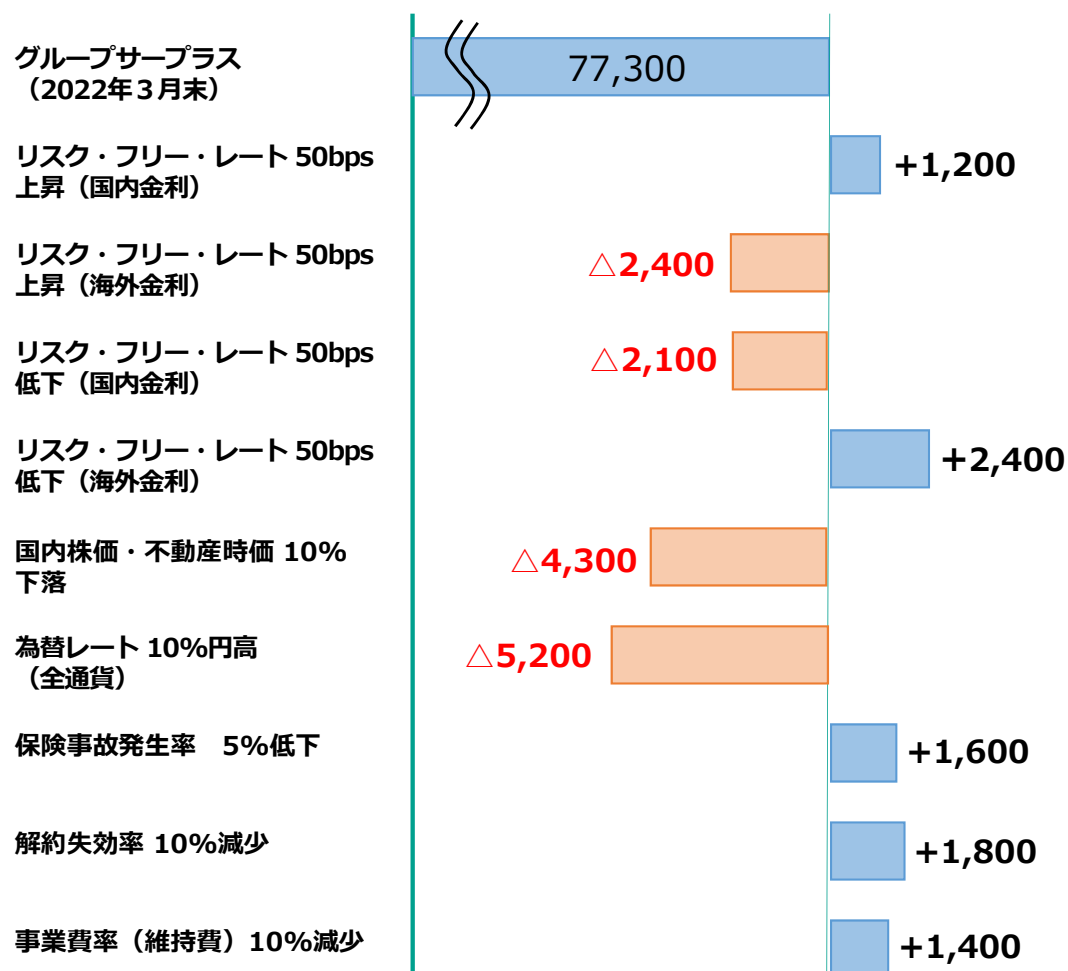 グループサープラス
（2022年３月末）
77,300
リスク・フリー・レート 50bps
上昇（国内金利）
+1,200
リスク・フリー・レート 50bps
上昇（海外金利）
△2,400
リスク・フリー・レート 50bps
低下（国内金利）
△2,100
リスク・フリー・レート 50bps
低下（海外金利）
+2,400
国内株価・不動産時価 10%
下落
△4,300
為替レート 10%円高
（全通貨）
△5,200
保険事故発生率　5%低下
+1,600
解約失効率 10%減少
+1,800
事業費率（維持費）10%減少
+1,400